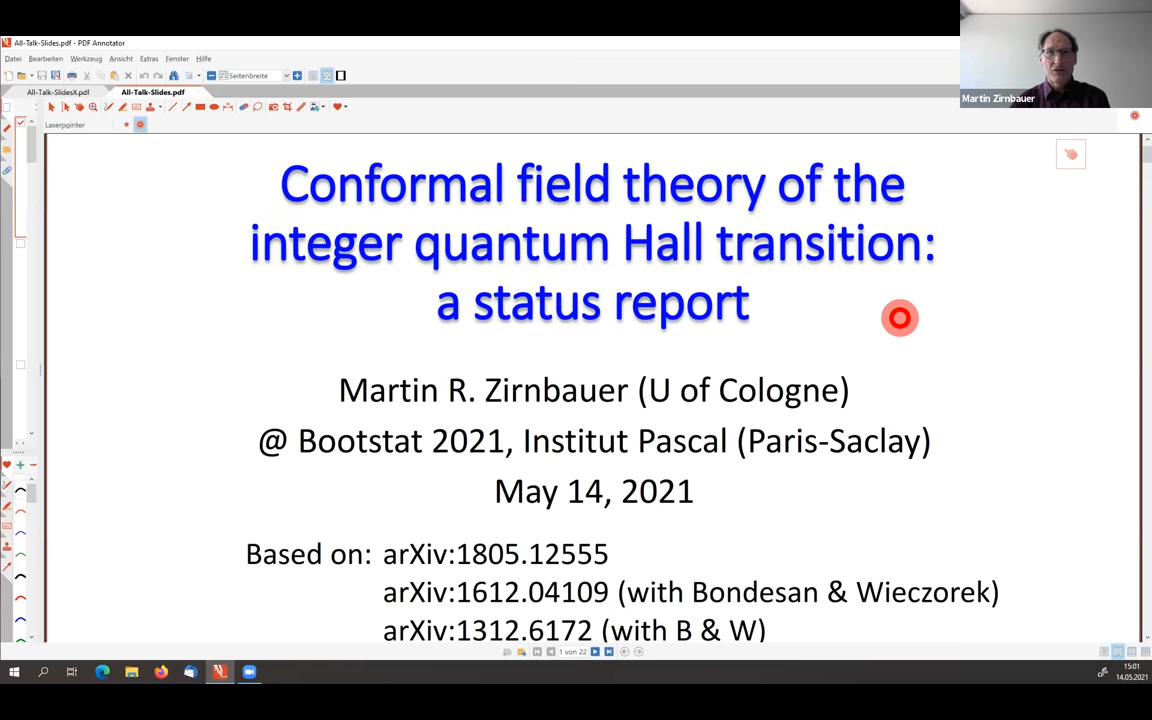 All-Talk-Slides.pdf - PDF Annotator
Datei Bearbeiten Werkzeug Ansicht Extras Fenster Hilfe
Seitenbreite
All-Talk-SlidesX.pdf All-Talk-Slides.pdf
Laserpointer
Martin Zirnbauer
Conformal field theory of the
integer quantum Hall transition:
a status report
Martin R. Zirnbauer (U of Cologne)
@ Bootstat 2021, Institut Pascal (Paris-Saclay)
May 14, 2021
Based on: arXiv:1805.12555
arXiv:1612.04109 (with Bondesan & Wieczorek)
arXiv:1312.6172 (with B & W)
1 von 22
15:01
14.05.2021